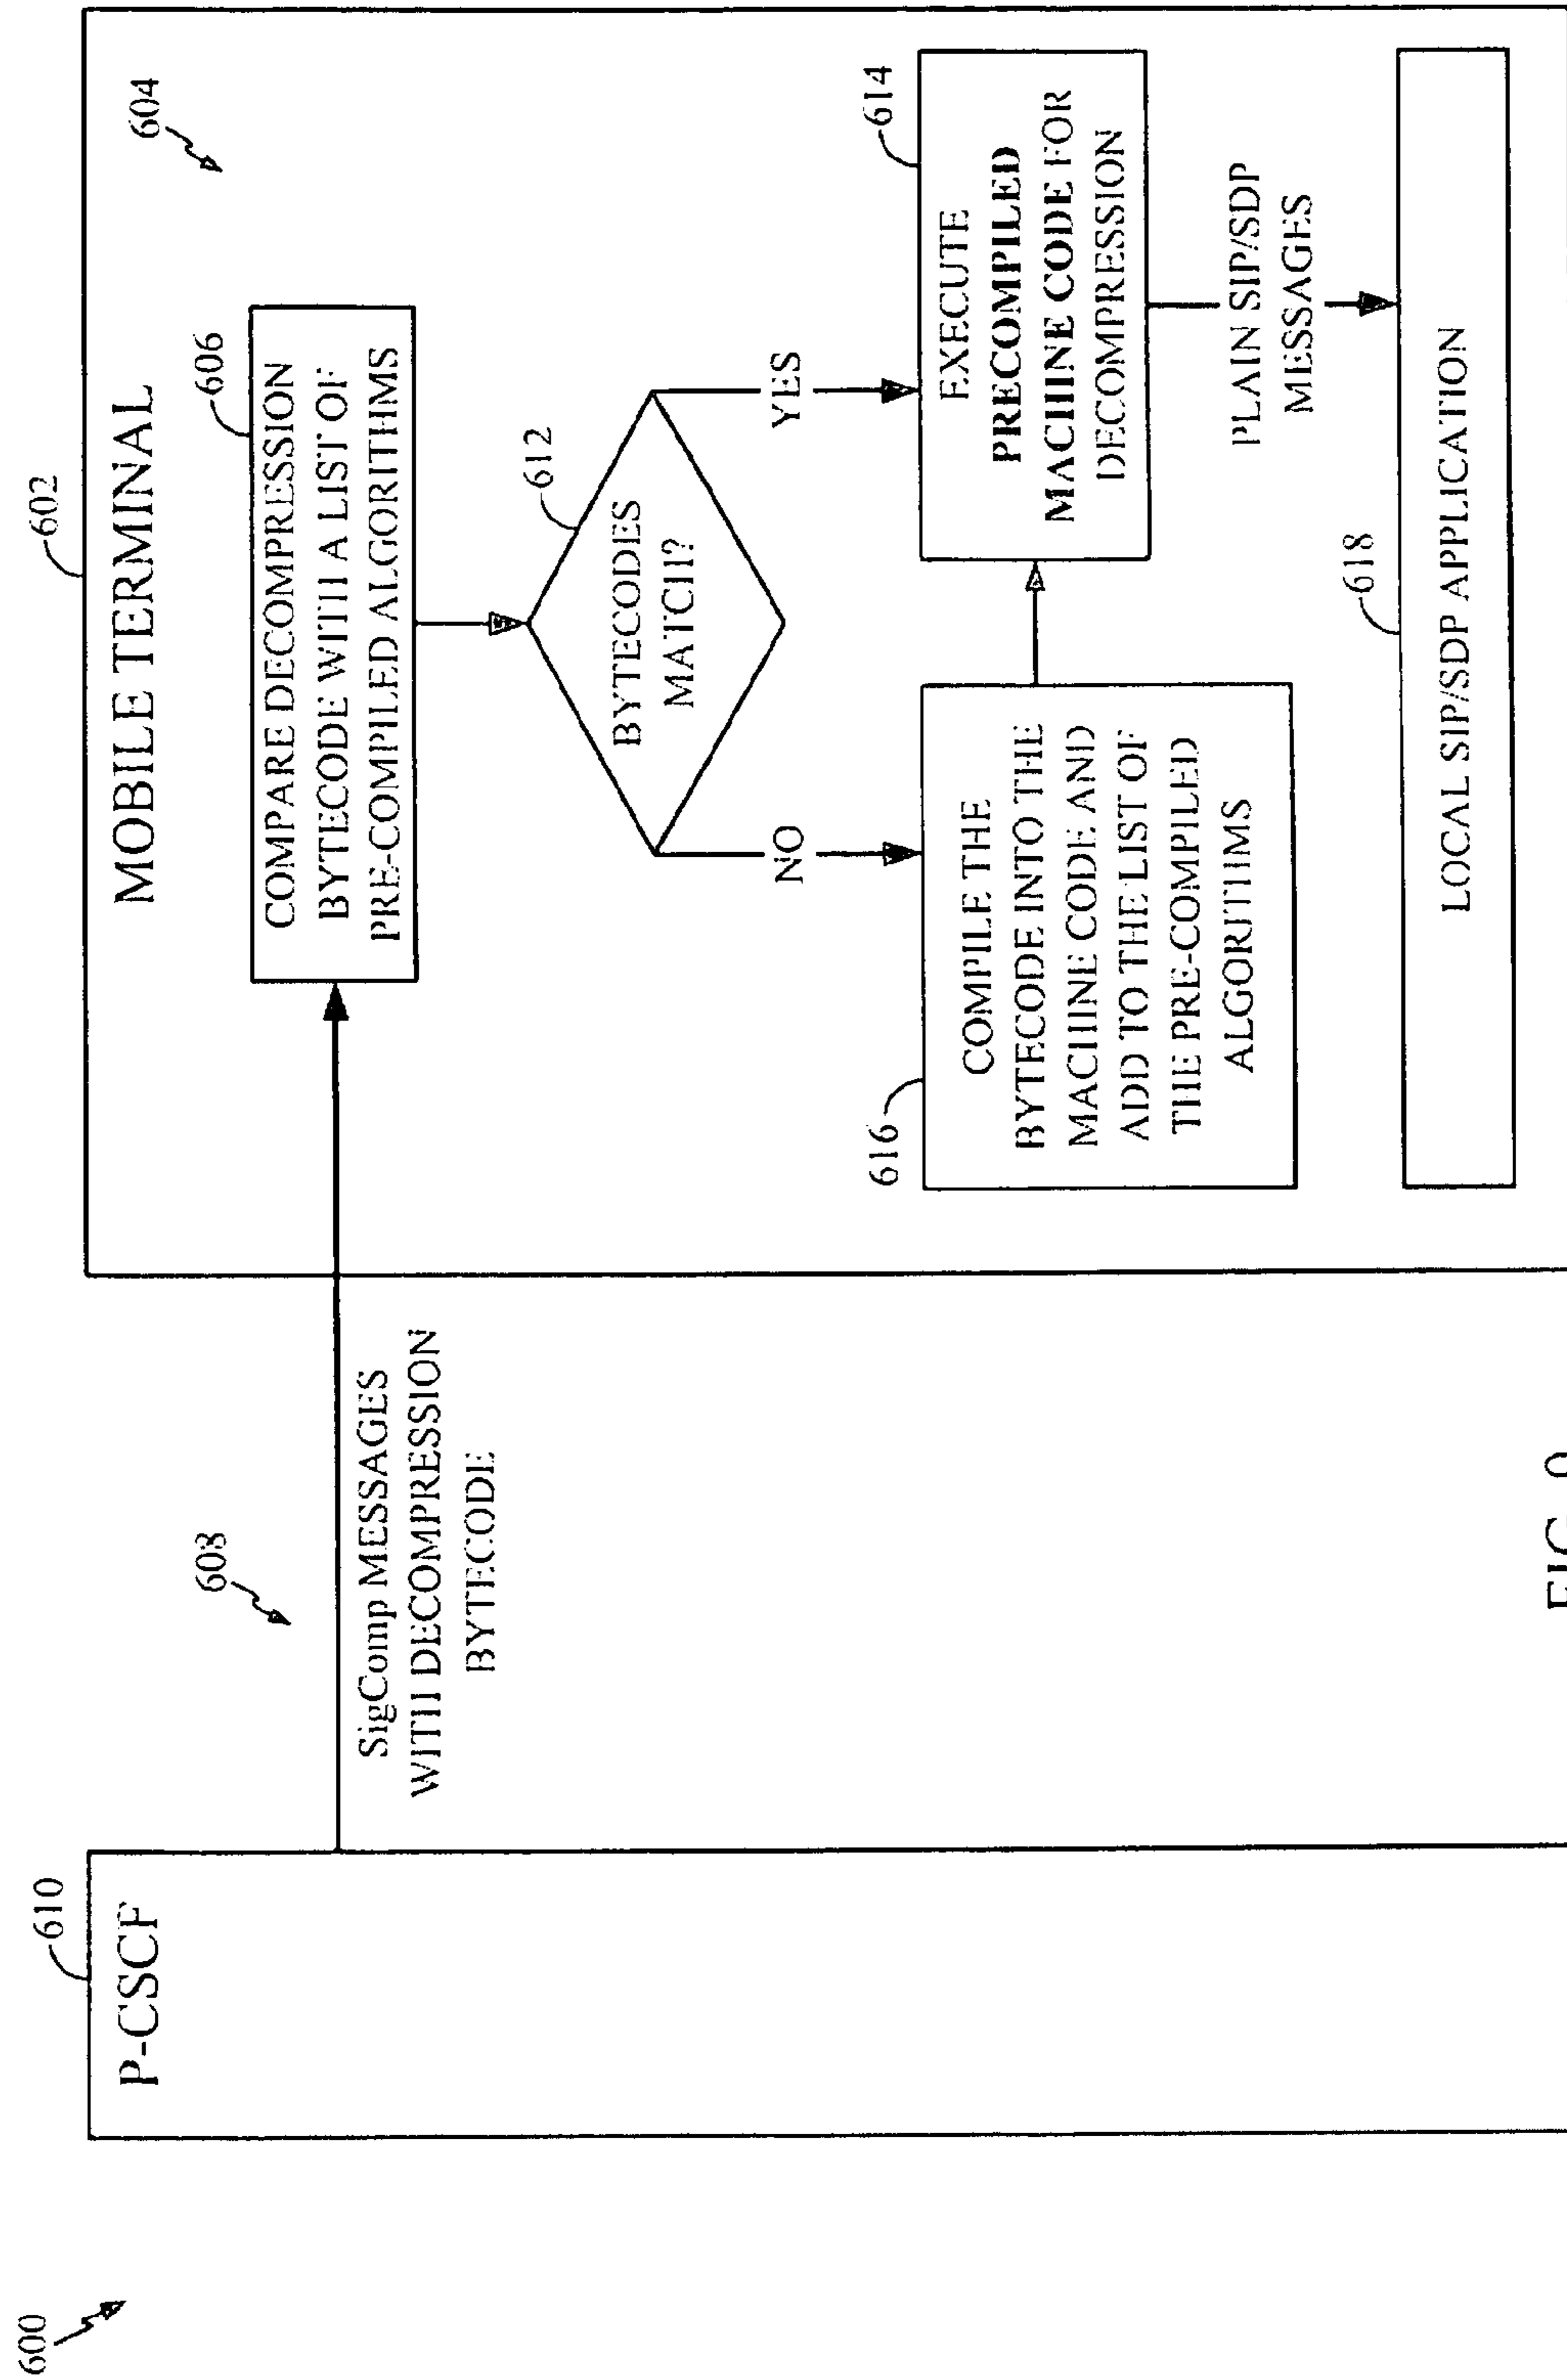 600
610
P-CSCF
608
SigComp MESSAGES
WITH DECOMPRESSION
BYTECODE
602
MOBILE TERMINAL
604
606
COMPARE DECOMPRESSION
BYTECODE WITH A LIST OF
PRE-COMPILED ALGORITHMS
612
BYTECODES
MATCH?
NO
YES
616
COMPILE THE
BYTECODE INTO THE
MACHINE CODE AND
ADD TO THE LIST OF
THE PRE-COMPILED
ALGORITHMS
614
EXECUTE
PRECOMPILED
MACHINE CODE FOR
DECOMPRESSION
PLAIN SIP/SDP
MESSAGES
618
LOCAL SIP/SDP APPLICATION
FIG.